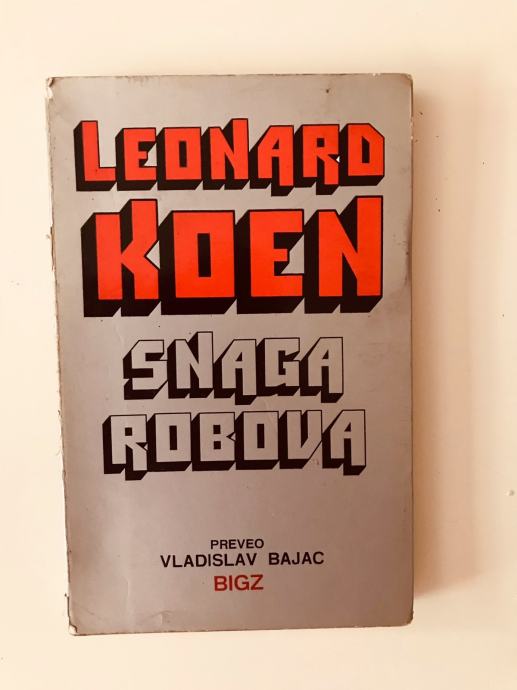 LEONARD
KOEN
SNAGA
ROBOVA
PREVEO
VLADISLAV BAJAC
BIGZ